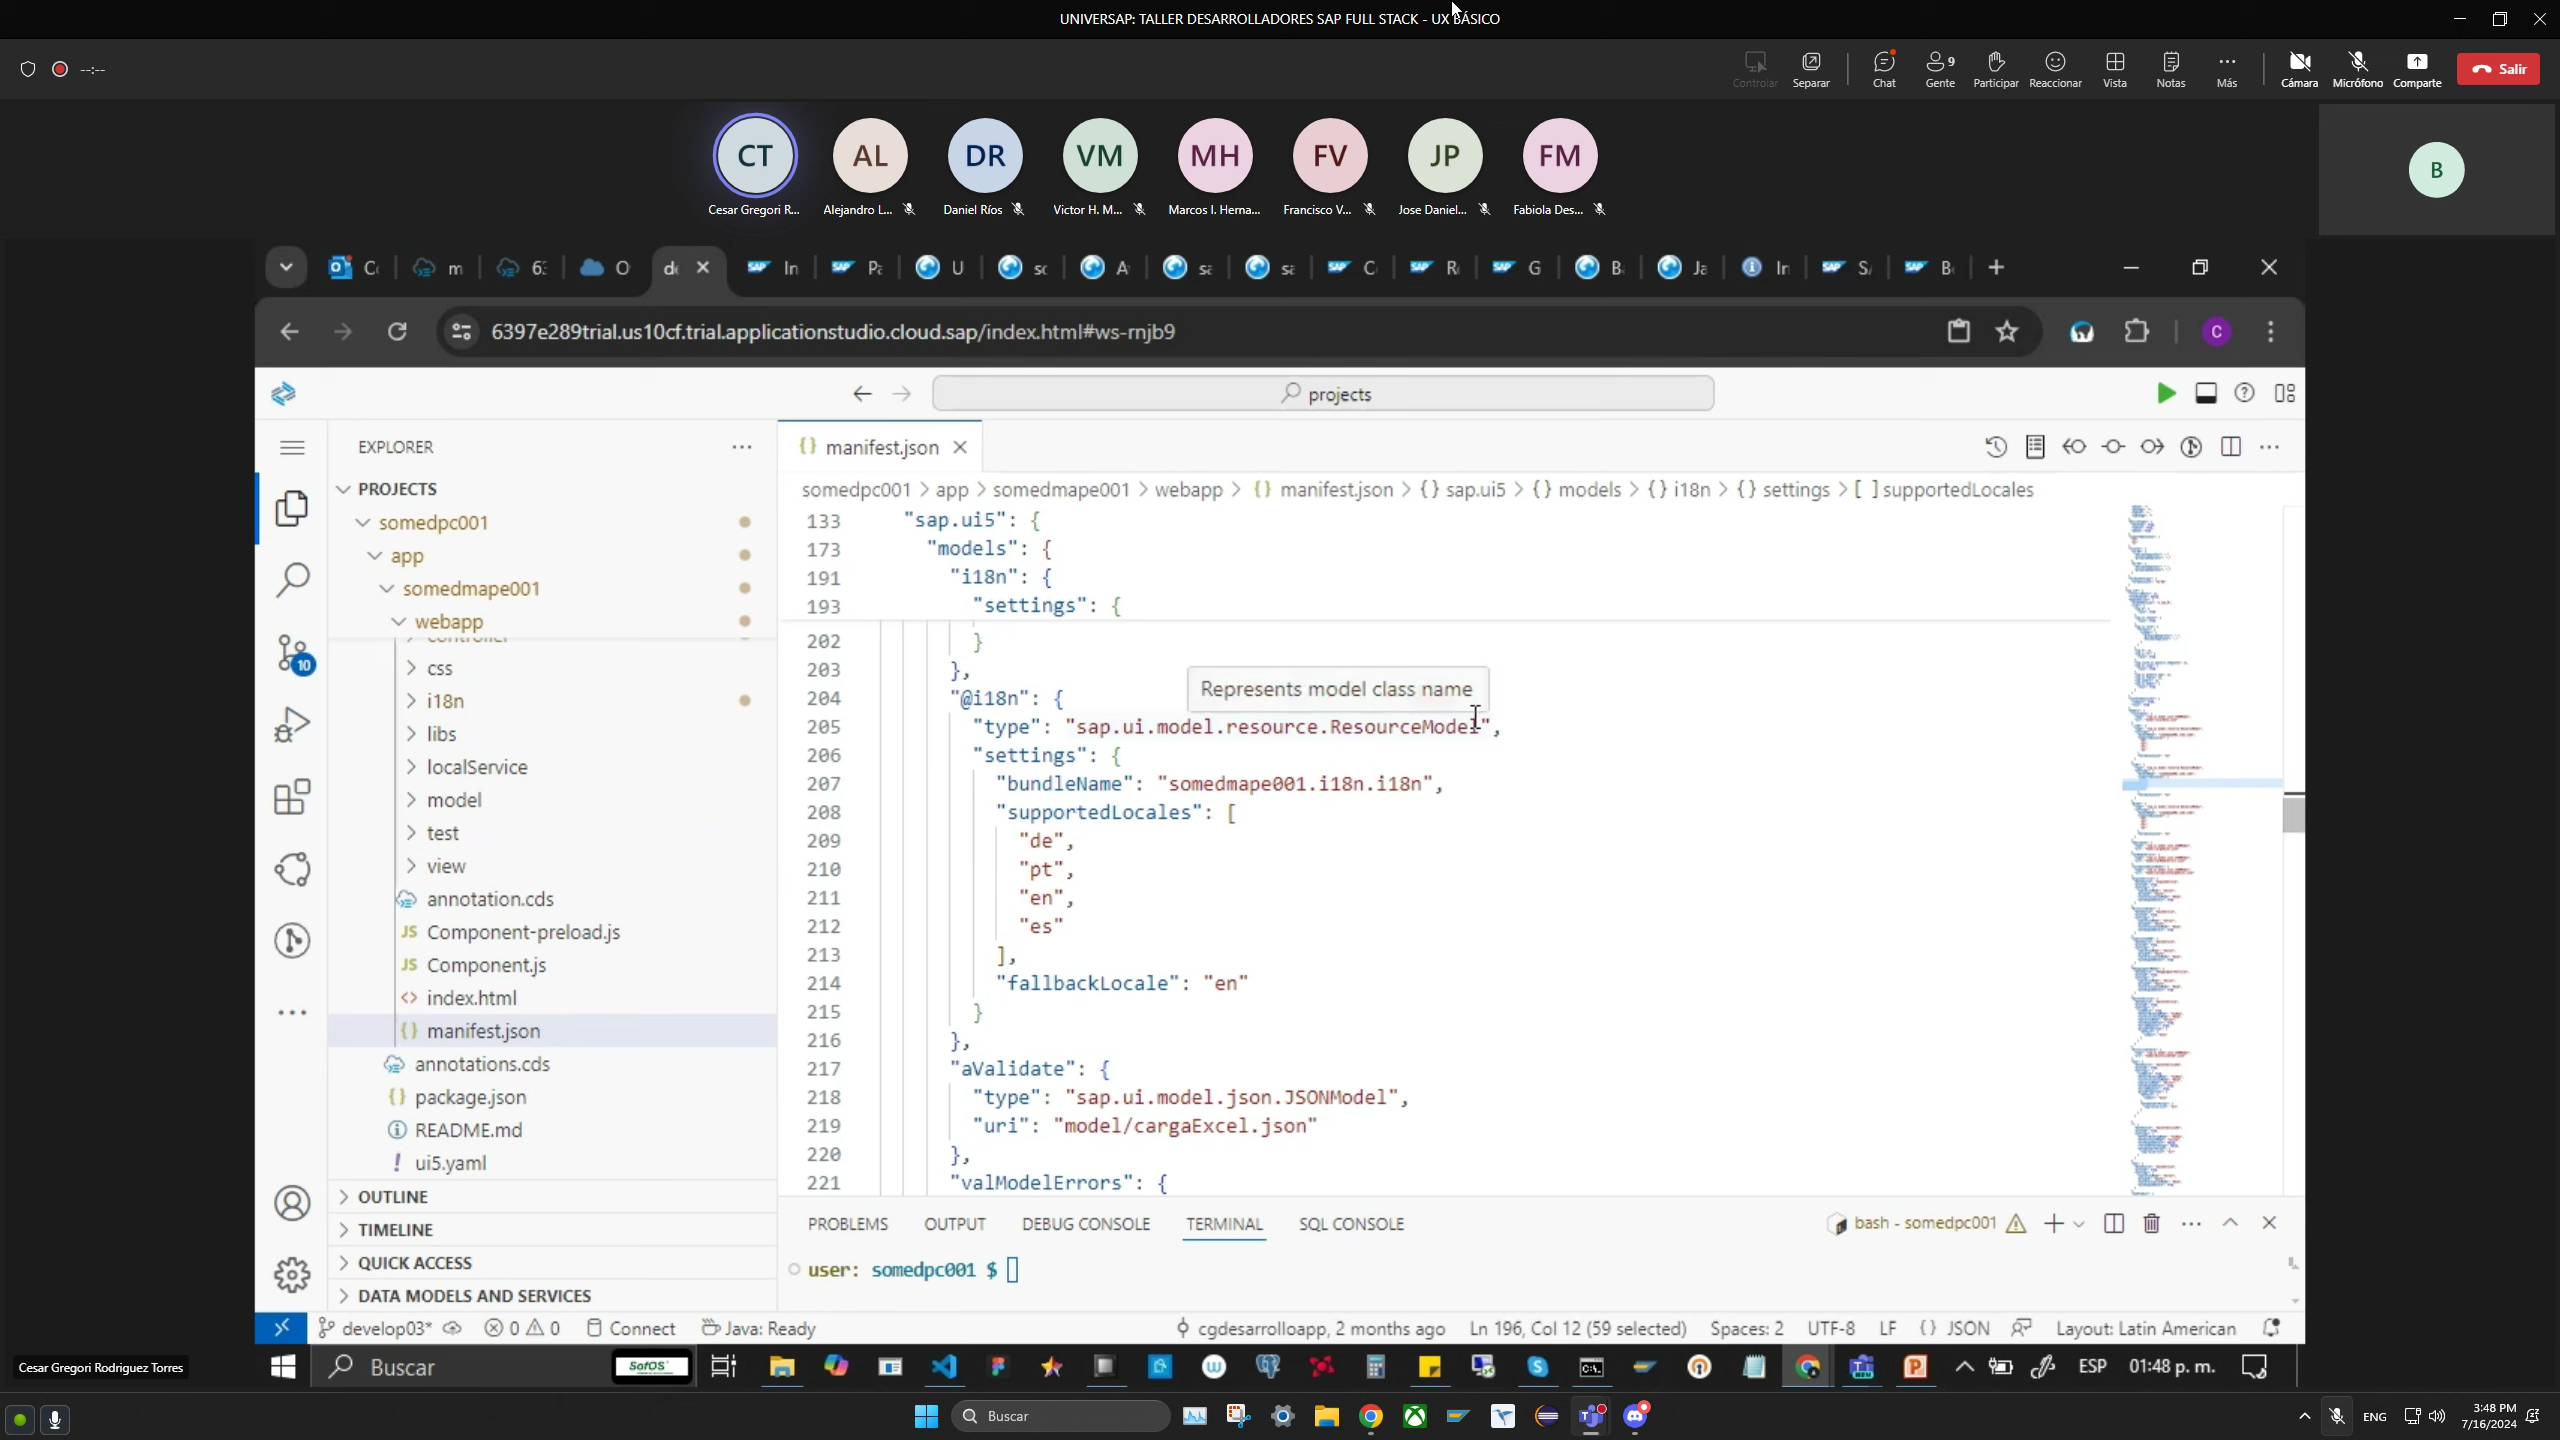 UNIVERSAP: TALLER DESARROLLADORES SAP FULL STACK - UX BÁSICO
--:--
Controlar
Separar
Chat
9
Gente
Participar
Reaccionar
Vista
Notas
Más
Cámara
Micrófono
Comparte
Salir
CT
AL
DR
VM
MH
FV
JP
FM
B
Cesar Gregori R...
Alejandro L...
Daniel Ríos
Victor H. M...
Marcos I. Herna...
Francisco V...
Jose Daniel...
Fabiola Des...
6397e289trial.us10cf.trial.applicationstudio.cloud.sap/index.html#ws-rnjb9
C
projects
EXPLORER
manifest.json
PROJECTS
somedpc001
app
somedmape001
webapp
css
i18n
libs
localService
model
test
view
annotation.cds
JS Component-preload.js
JS Component.js
index.html
{} manifest.json
annotations.cds
{} package.json
README.md
! ui5.yaml
OUTLINE
TIMELINE
QUICK ACCESS
DATA MODELS AND SERVICES
10
somedpc001 > app > somedmape001 > webapp > {} manifest.json > {} sap.ui5 > {} models > {} i18n > {} settings > [ ] supportedLocales
133 "sap.ui5": {
173 "models": {
191 "i18n": {
193 "settings": {
202 }
203 },
Represents model class name
204 "@i18n": {
205 "type": "sap.ui.model.resource.ResourceModel",
206 "settings": {
207 "bundleName": "somedmape001.i18n.i18n",
208 "supportedLocales": [
209 "de",
210 "pt",
211 "en",
212 "es"
213 ],
214 "fallbackLocale": "en"
215 }
216 },
217 "aValidate": {
218 "type": "sap.ui.model.json.JSONModel",
219 "uri": "model/cargaExcel.json"
220 },
221 "valModelErrors": {
PROBLEMS OUTPUT DEBUG CONSOLE TERMINAL SQL CONSOLE
bash - somedpc001
user: somedpc001 $
develop03* 0 0 Connect Java: Ready
cgdesarrolloapp, 2 months ago Ln 196, Col 12 (59 selected) Spaces: 2 UTF-8 LF {} JSON Layout: Latin American
Cesar Gregori Rodriguez Torres
Buscar
ESP 01:48 p. m.
Buscar
ENG
3:48 PM
7/16/2024